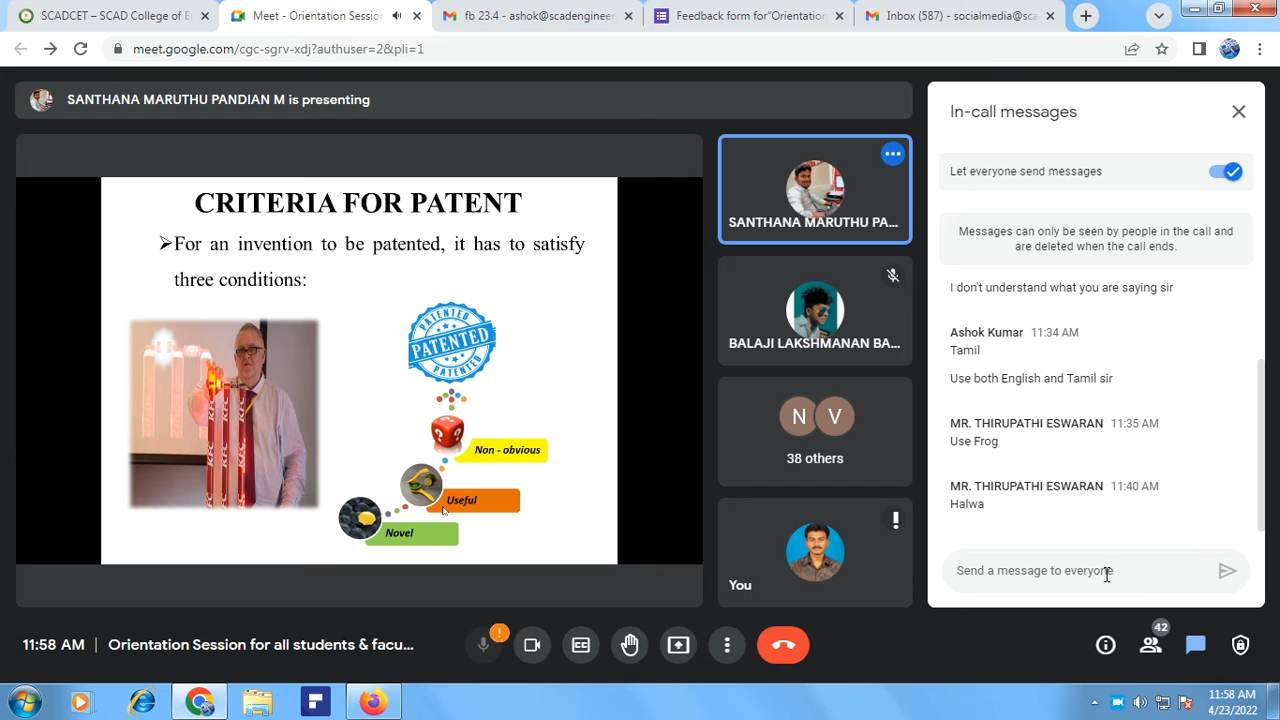 SCADCET - SCAD College of E
Meet - Orientation Sessio
fb 23.4 - ashok@scadengineer
Feedback form for"Orientation
Inbox (587) - socialmedia@sca
meet.google.com/cgc-sgrv-xdj?authuser=2&pli=1
SANTHANA MARUTHU PANDIAN M is presenting
CRITERIA FOR PATENT
➢For an invention to be patented, it has to satisfy
three conditions:
PATENTED
PATENTED
PATENTED
Non - obvious
Useful
Novel
KFC KFC KFC
SANTHANA MARUTHU PA...
BALAJI LAKSHMANAN BA...
N V
38 others
You
In-call messages
Let everyone send messages
Messages can only be seen by people in the call and
are deleted when the call ends.
I don't understand what you are saying sir
Ashok Kumar 11:34 AM
Tamil
Use both English and Tamil sir
MR. THIRUPATHI ESWARAN 11:35 AM
Use Frog
MR. THIRUPATHI ESWARAN 11:40 AM
Halwa
Send a message to everyone
11:58 AM | Orientation Session for all students & facu...
42
11:58 AM
4/23/2022